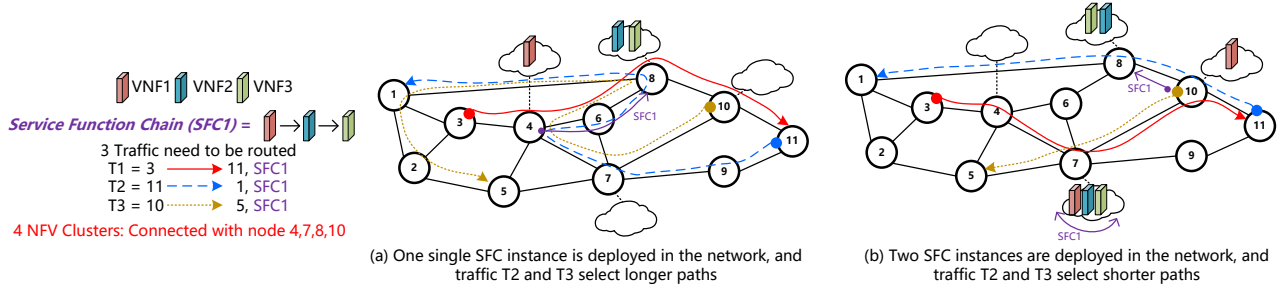 VNF1 VNF2 VNF3
Service Function Chain (SFC1) =
3 Traffic need to be routed
T1 = 3 11, SFC1
T2 = 11 1, SFC1
T3 = 10 5, SFC1
4 NFV Clusters: Connected with node 4,7,8,10
1
2
3
4
5
6
7
8
9
10
11
SFC1
(a) One single SFC instance is deployed in the network, and
traffic T2 and T3 select longer paths
1
2
3
4
5
6
7
8
9
10
11
SFC1
SFC1
(b) Two SFC instances are deployed in the network, and
traffic T2 and T3 select shorter paths